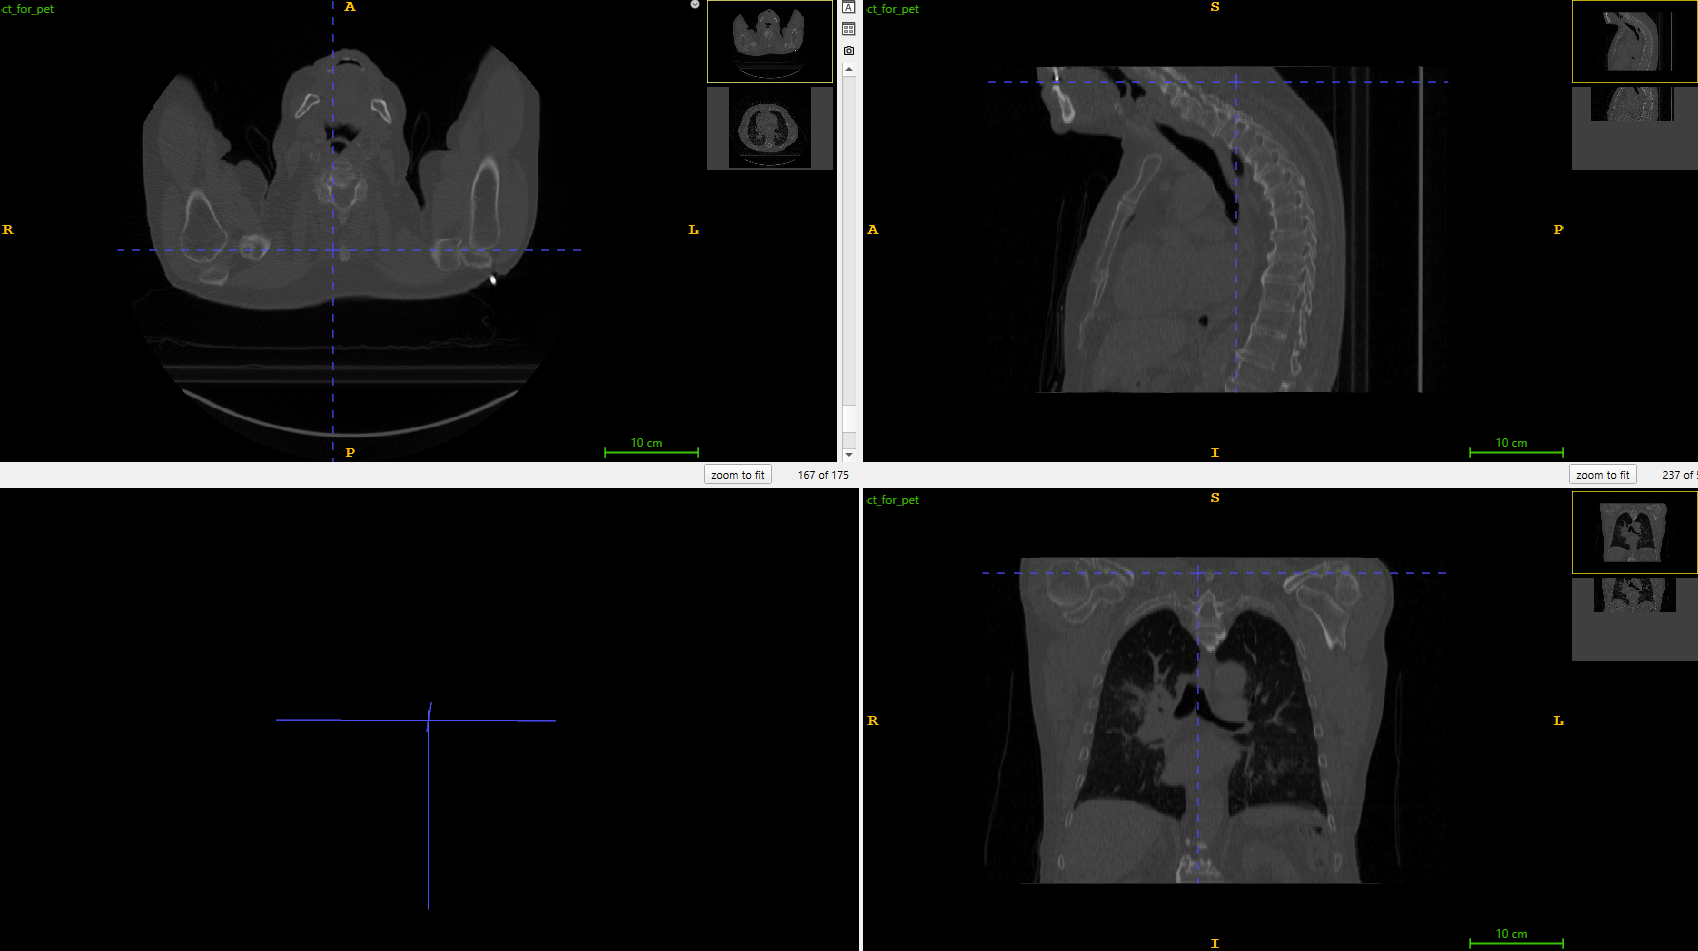 ct_for_pet
A
A
R
L
P
10 cm
zoom to fit
167 of 175
ct_for_pet
S
A
P
I
10 cm
zoom to fit
237 of
ct_for_pet
S
R
L
I
10 cm